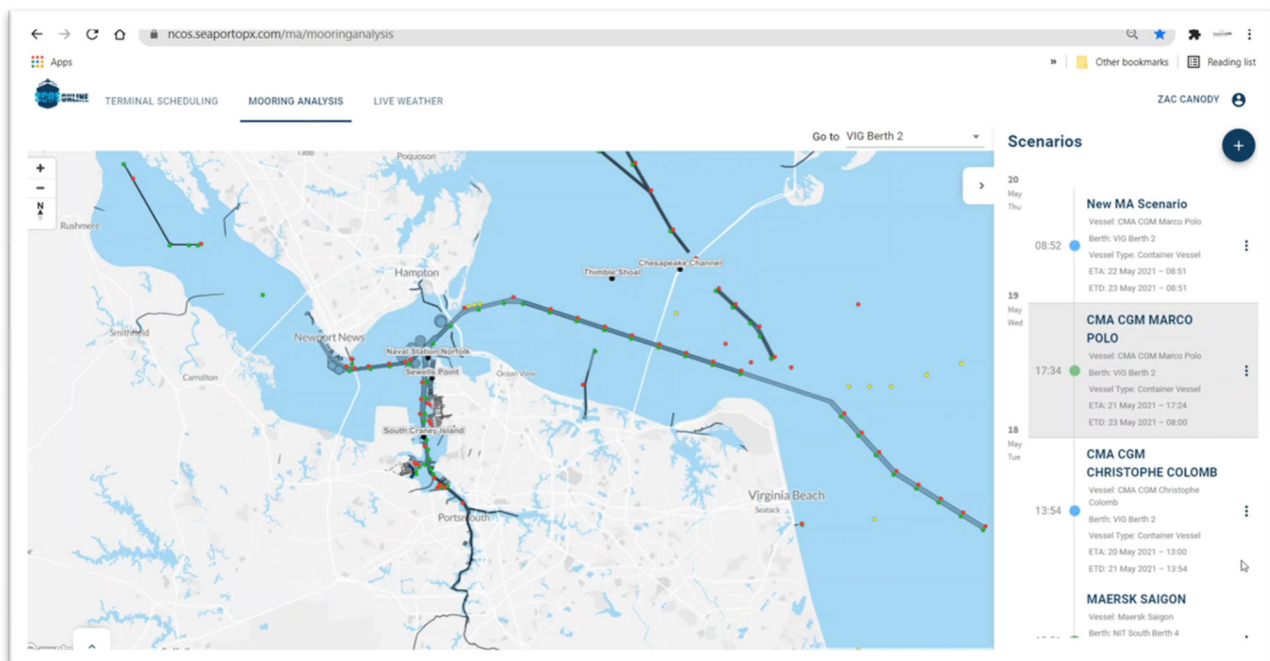 ncos.seaportopx.com/ma/mooringanalysis
Apps
»
Other bookmarks
Reading list
NCOS ONLINE
TERMINAL SCHEDULING
MOORING ANALYSIS
LIVE WEATHER
ZAC CANODY
Go to VIG Berth 2
Scenarios
+
+
−
N
Poquoson
Rushmere
Hampton
Thimble Shoal
Chesapeake Channel
Smithfield
Newport News
Naval Station Norfolk
Sewells Point
Carrollton
Ocean View
South Craney Island
Virginia Beach
Seatack
Portsmouth
20
May
Thu
New MA Scenario
Vessel: CMA CGM Marco Polo
08:52
Berth: VIG Berth 2
Vessel Type: Container Vessel
ETA: 22 May 2021 – 08:51
ETD: 23 May 2021 – 08:51
19
May
Wed
CMA CGM MARCO
POLO
Vessel: CMA CGM Marco Polo
17:34
Berth: VIG Berth 2
Vessel Type: Container Vessel
ETA: 21 May 2021 – 17:24
ETD: 23 May 2021 – 08:00
18
May
Tue
CMA CGM
CHRISTOPHE COLOMB
Vessel: CMA CGM Christophe
Colomb
13:54
Berth: VIG Berth 2
Vessel Type: Container Vessel
ETA: 20 May 2021 – 13:00
ETD: 21 May 2021 – 13:54
MAERSK SAIGON
Vessel: Maersk Saigon
Berth: NIT South Berth 4